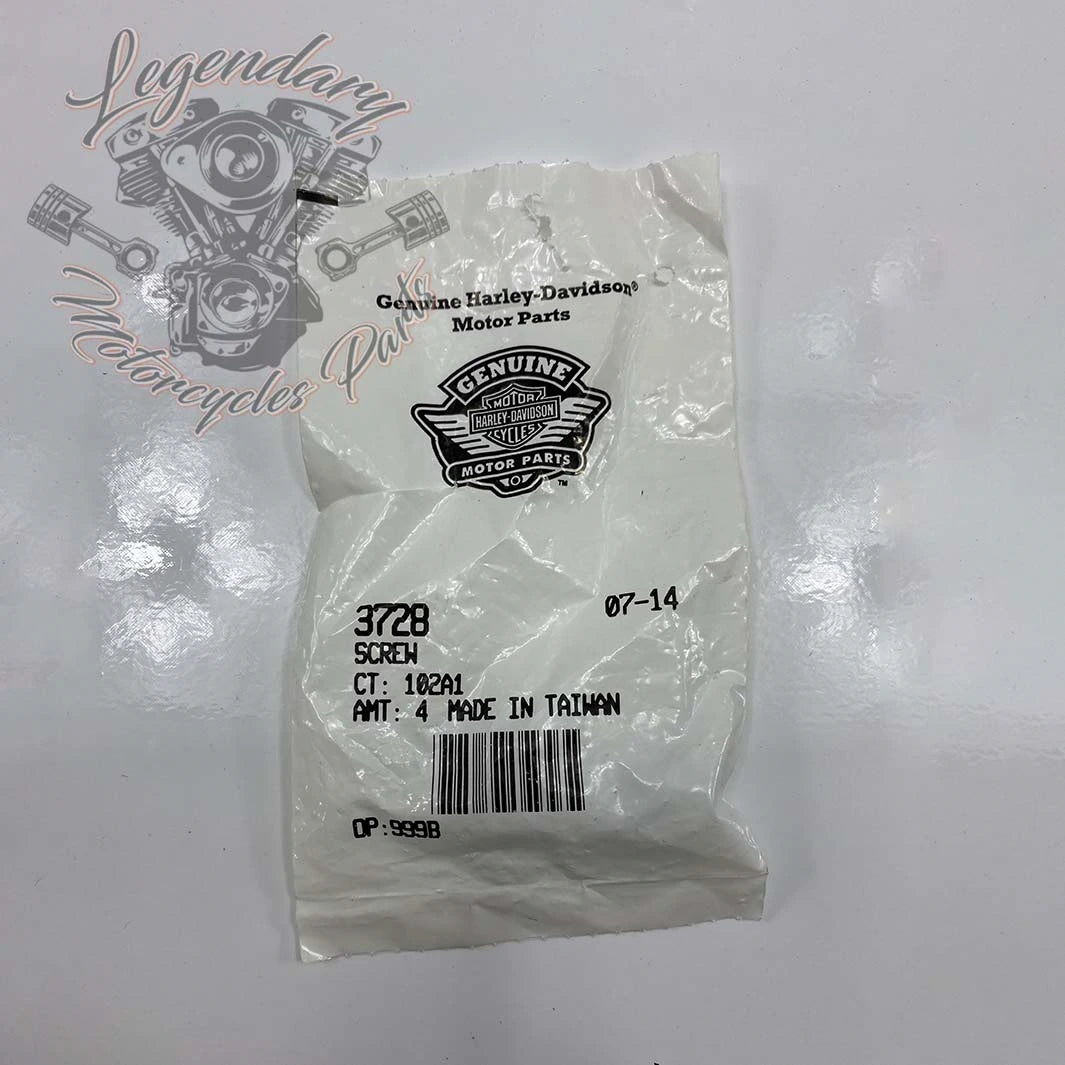 Legendary
Motorcycles Parts
Genuine Harley-Davidson®
Motor Parts
GENUINE
MOTOR
HARLEY-DAVIDSON
CYCLES
MOTOR PARTS
™
3728
07-14
SCREW
CT: 102A1
AMT: 4 MADE IN TAIWAN
OP:999B